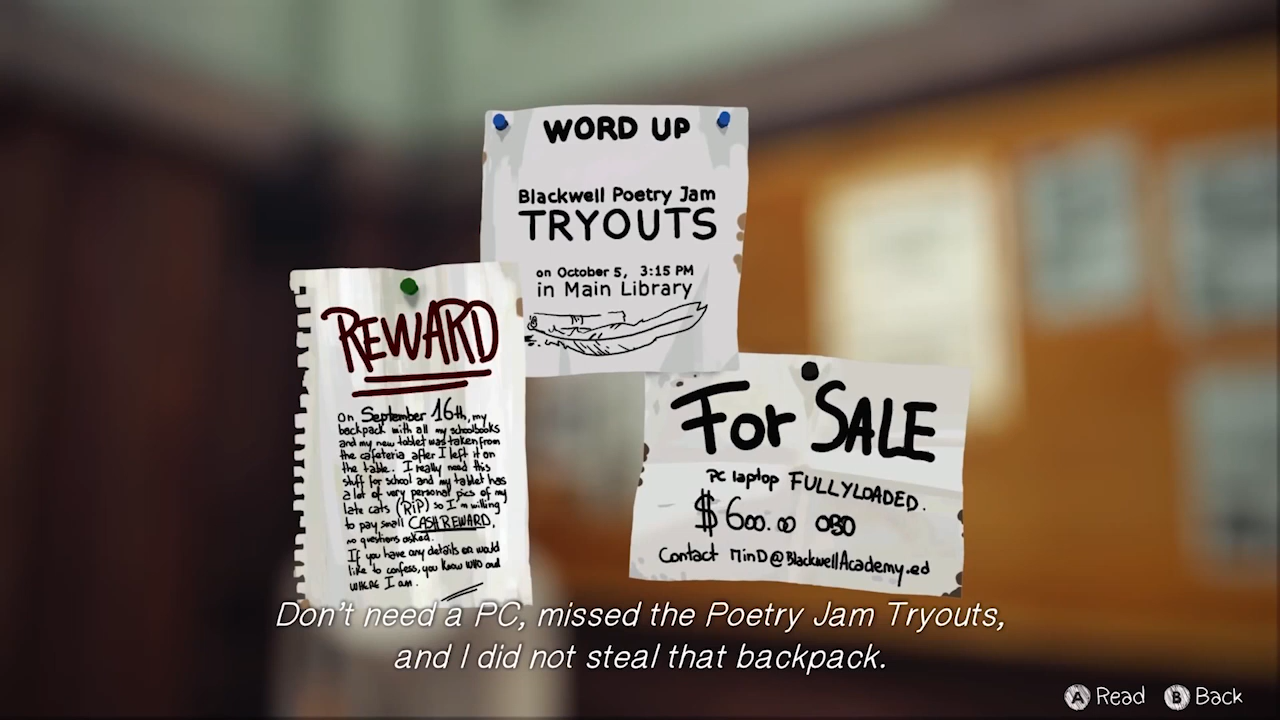 WORD UP
Blackwell Poetry Jam
TRYOUTS
on October 5, 3:15 PM
in Main Library
REWARD
On September 16th, my
backpack with all my schoolbooks
and my new tablet was taken from
the cafeteria after I left it on
the table. I really need this
stuff for school and my tablet has
a lot of very personal pics of my
late cats (RIP) so I'm willing
to pay small CASH REWARD,
no questions asked.
If you have any details or would
like to confess, you know who and
WHERE I am.
For SALE
PC laptop FULLYLOADED.
$600.00 OBO
Contact MinD@BlackwellAcademy.ed
Don't need a PC, missed the Poetry Jam Tryouts,
and I did not steal that backpack.
A Read B Back